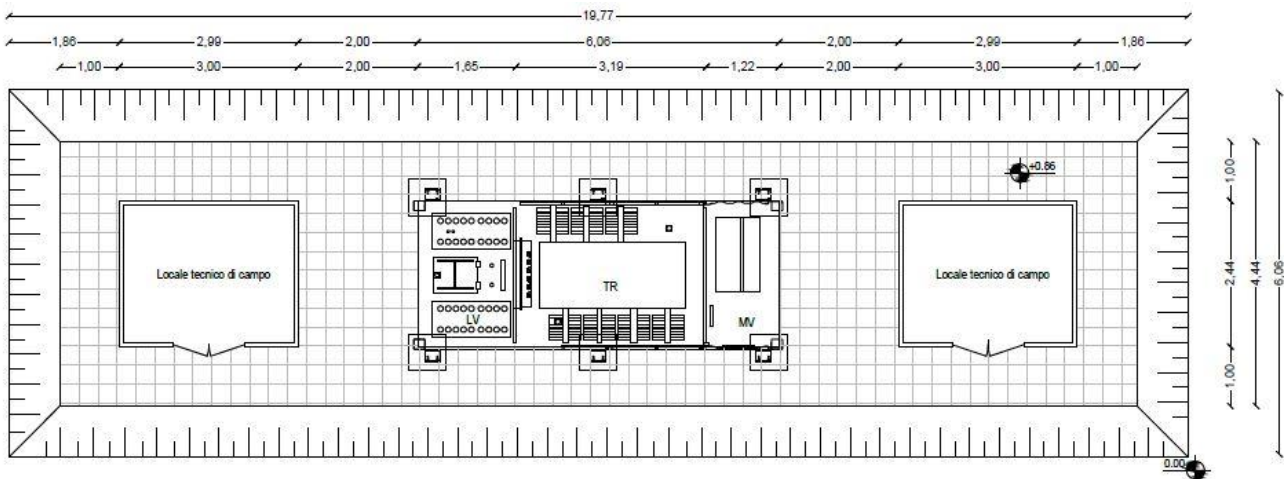 19,77
1,86 2,99 2,00 6,06 2,00 2,99 1,86
1,00 3,00 2,00 1,65 3,19 1,22 2,00 3,00 1,00
+0.86
Locale tecnico di campo
TR
LV
MV
Locale tecnico di campo
1,00
2,44
1,00
4,44
6,06
0.00